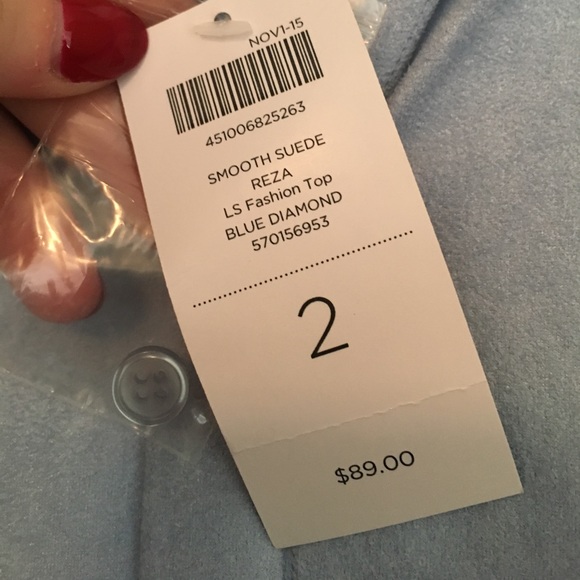 NOV1-15
451006825263
SMOOTH SUEDE
REZA
LS Fashion Top
BLUE DIAMOND
570156953
2
$89.00